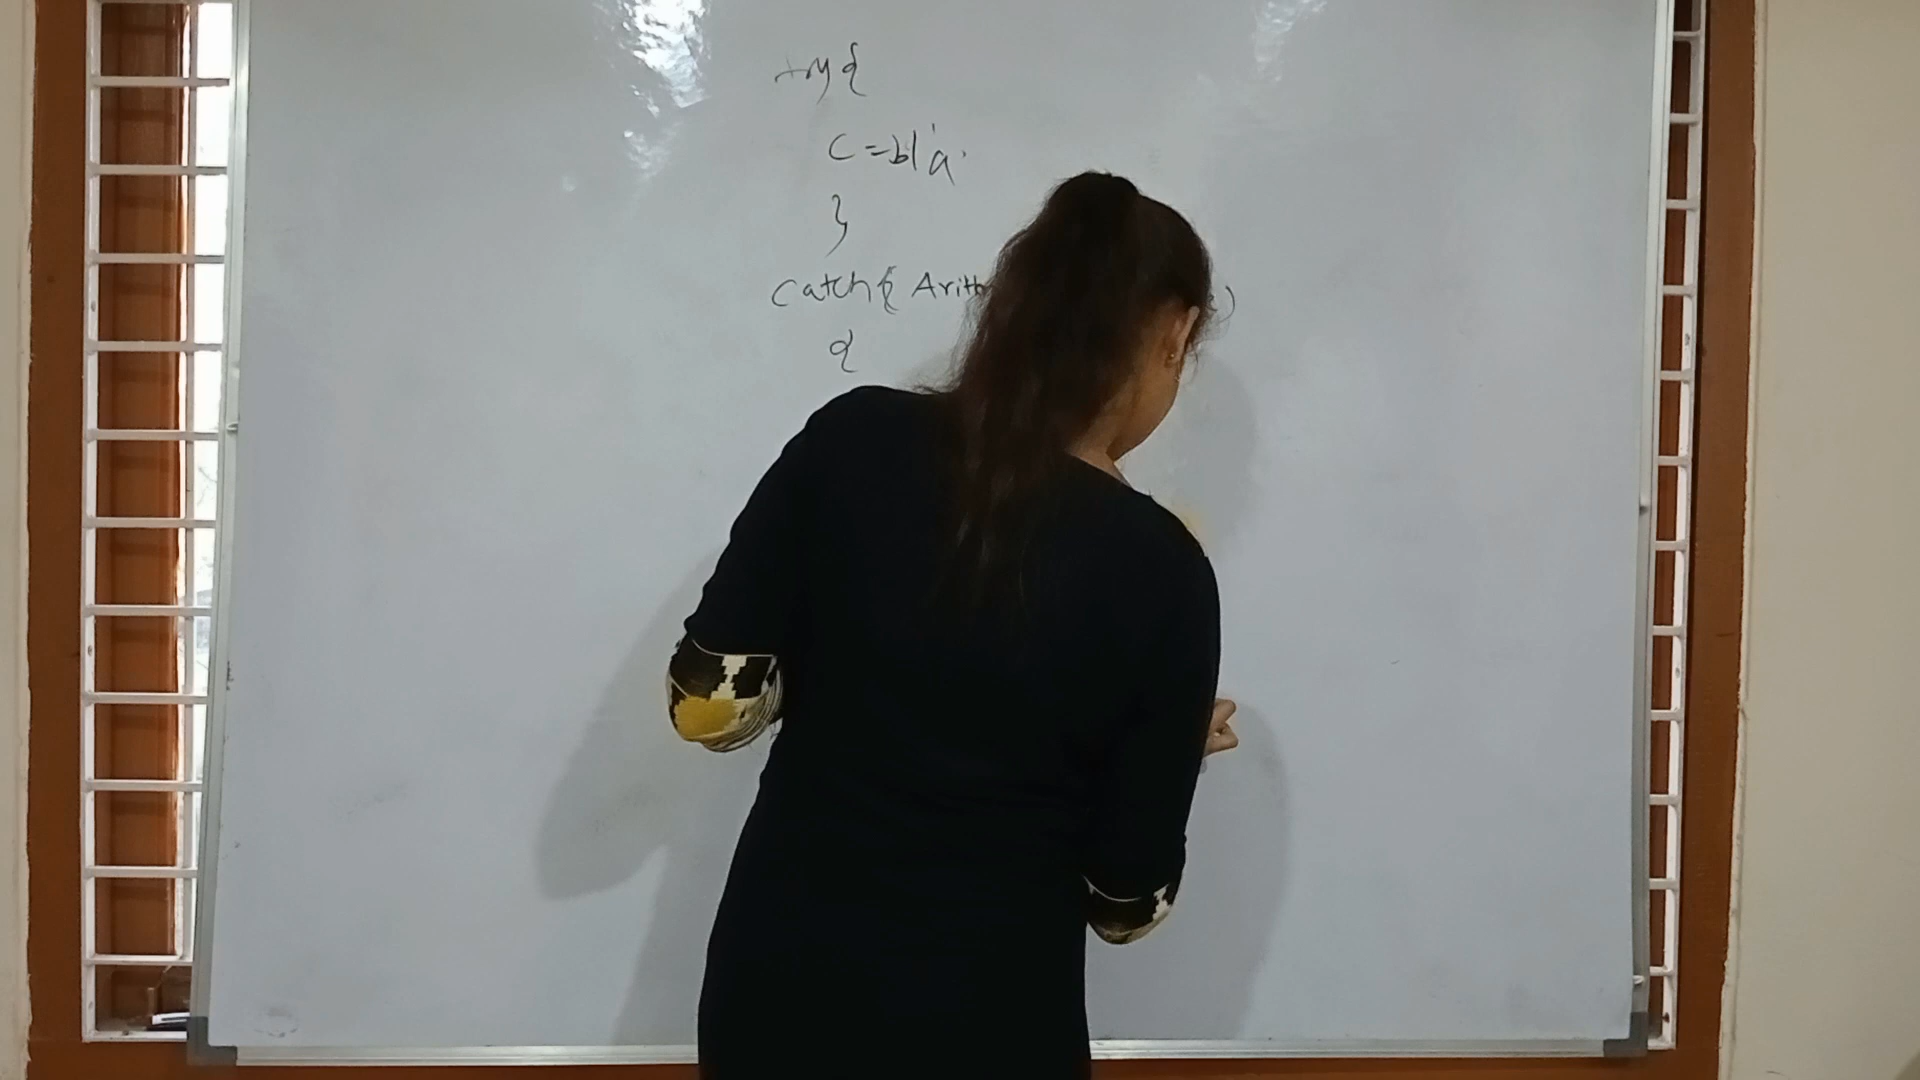 try {
c = b/a
}
catch { Arith )
{